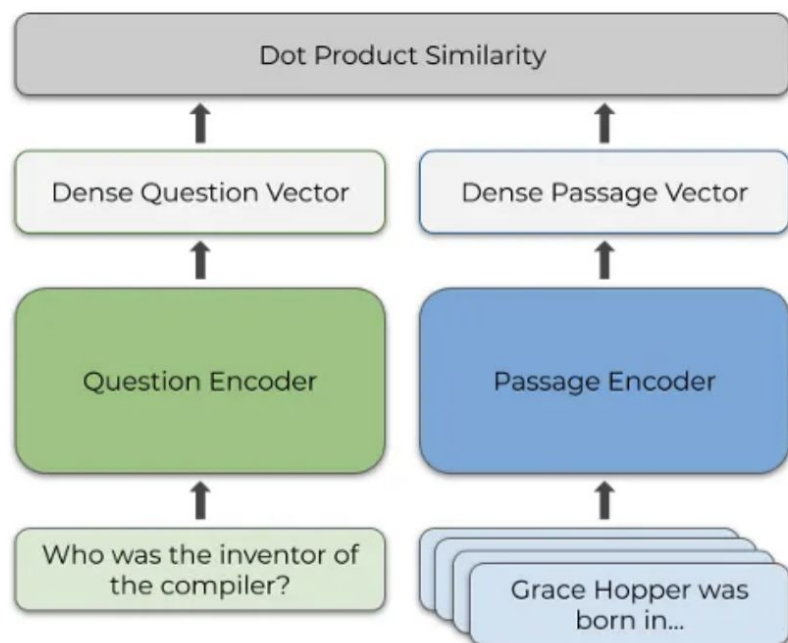 Dot Product Similarity
Dense Question Vector
Dense Passage Vector
Question Encoder
Passage Encoder
Who was the inventor of
the compiler?
Grace Hopper was
born in...